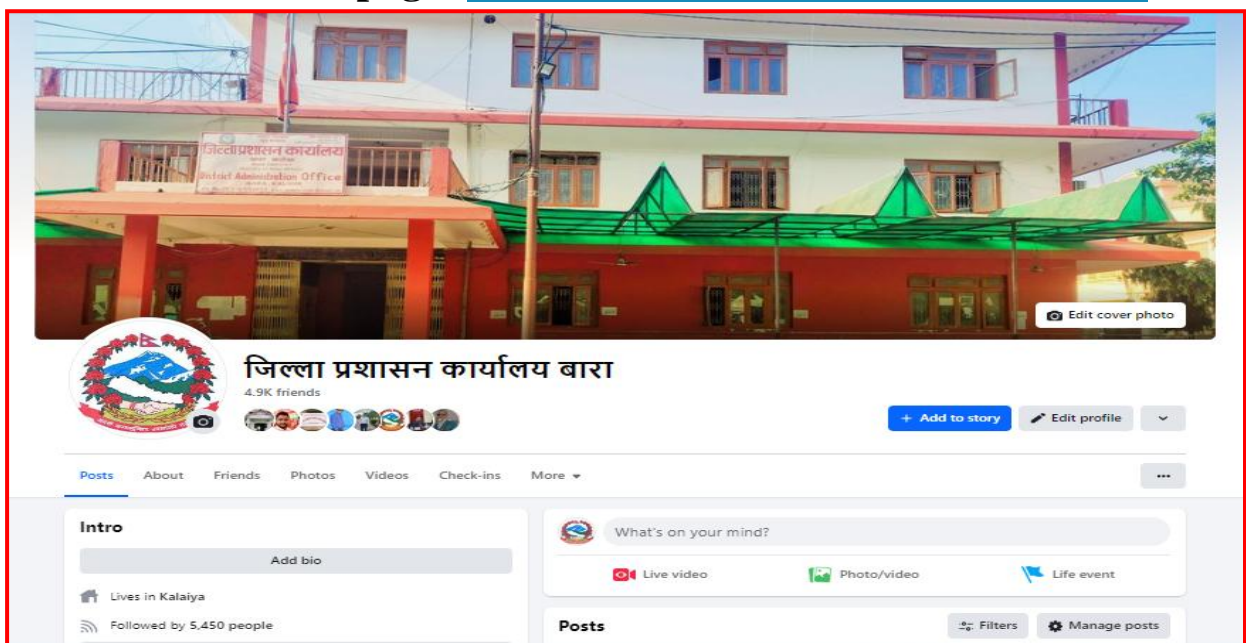 जिल्ला प्रशासन कार्यालय
District Administration Office
Edit cover photo
जिल्ला प्रशासन कार्यालय बारा
4.9K friends
+ Add to story
Edit profile
Posts
About
Friends
Photos
Videos
Check-ins
More
Intro
Add bio
Lives in Kalaiya
Followed by 5,450 people
What's on your mind?
Live video
Photo/video
Life event
Posts
Filters
Manage posts